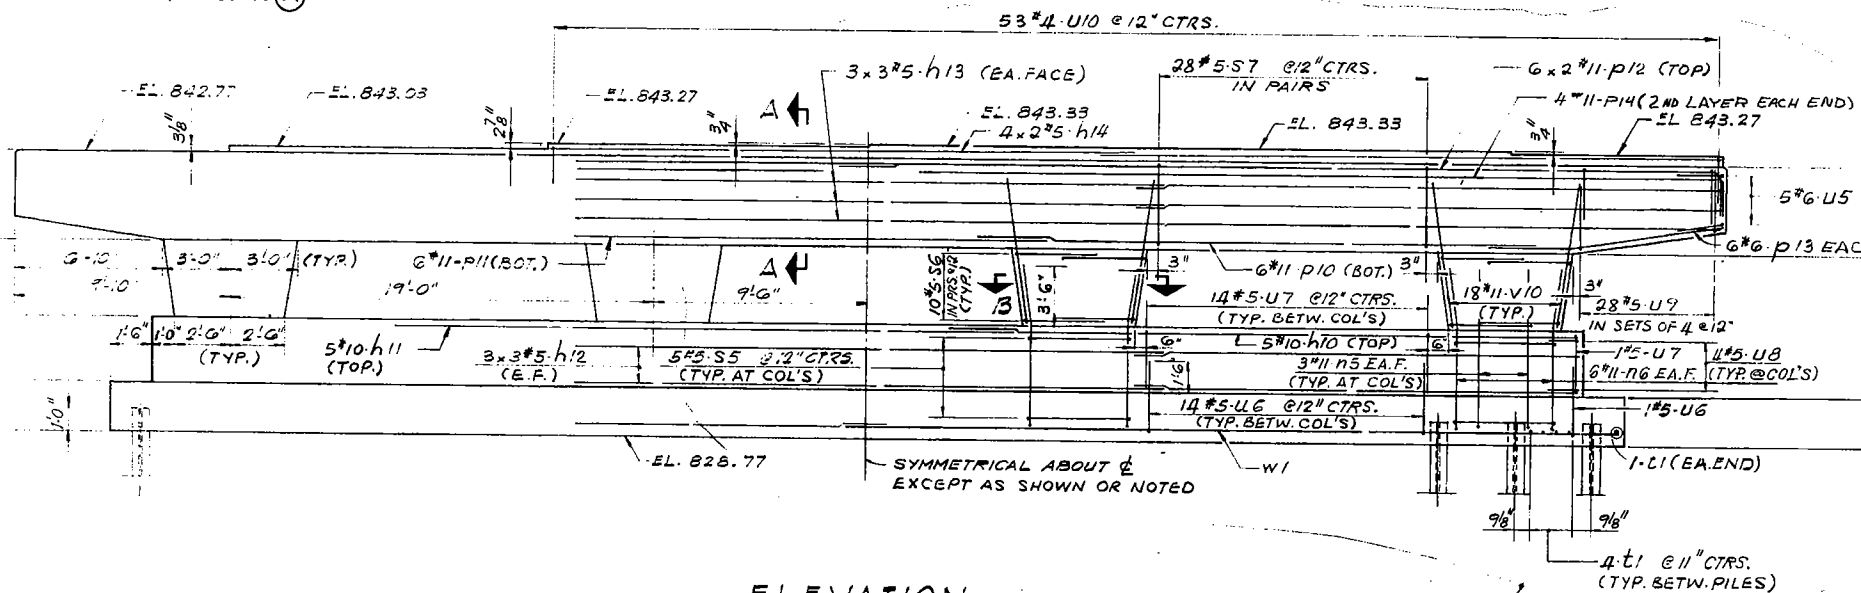 53 #4·U10 @ 12" CTRS.
3 x 3 #5·h13 (EA. FACE)
28 #5·S7 @12" CTRS.
IN PAIRS
6 x 2 #11·p12 (TOP)
4 #11-P14 (2ND LAYER EACH END)
EL. 842.77
EL. 843.03
EL. 843.27
A
EL. 843.33
4 x 2 #5·h14
EL. 843.33
EL 843.27
3/8"
2 7/8"
3/4"
3/4"
5 #6·U5
6 #6·p13 EAC
6-10
3'-0"
3'-0" (TYP.)
6 #11-P11 (BOT.)
A
10 #5·S6
IN PRS. @12
(TYP.)
B
3'-6"
3"
6 #11·p10 (BOT.)
3"
18 #11·V10
(TYP.)
3"
9'-10"
19'-0"
9'-6"
14 #5·U7 @12" CTRS.
(TYP. BETW. COL'S)
28 #5·U9
IN SETS OF 4 @ 12"
1'-6"
1'-0"
2'-6"
2'-6"
(TYP.)
5 #10·h11
(TOP.)
3 x 3 #5·h12
(E.F.)
5 #5·S5 @12" CTRS.
(TYP. AT COL'S)
6"
1'-6"
5 #10·h10 (TOP)
6
3 #11·n5 EA.F.
(TYP. AT COL'S)
1 #5·U7
6 #11·n6 EA.F.
4 #5·U8
(TYP. @ COL'S)
14 #5·U6 @12" CTRS.
(TYP. BETW. COL'S)
1 #5·U6
1'-0"
EL. 828.77
SYMMETRICAL ABOUT ℄
EXCEPT AS SHOWN OR NOTED
W1
1-t1 (EA. END)
9 1/8"
9 1/8"
4·t1 @ 11" CTRS.
(TYP. BETW. PILES)
ELEVATION